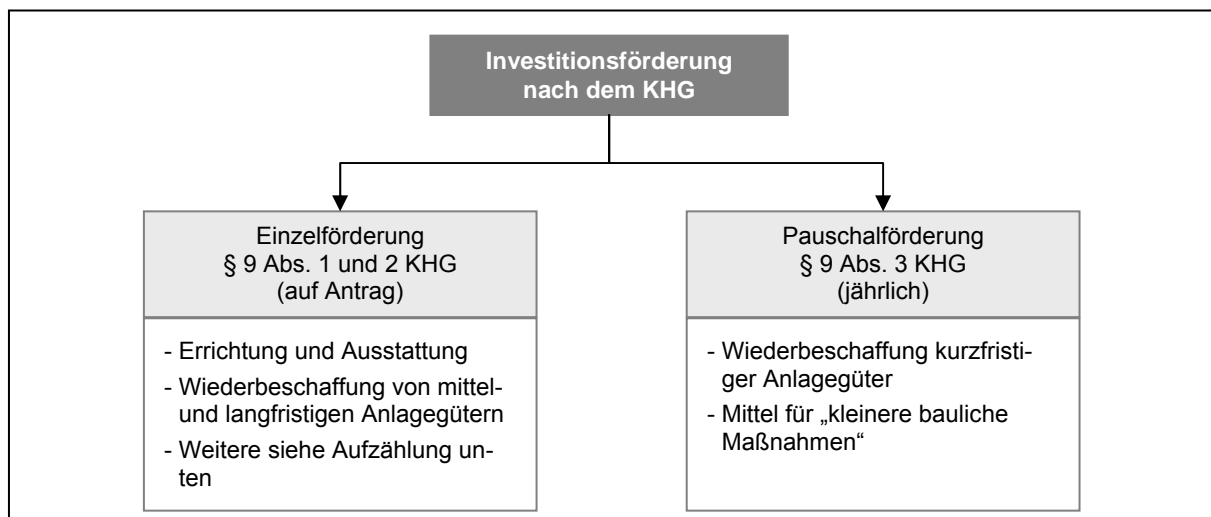 Investitionsförderung
nach dem KHG
Einzelförderung
§ 9 Abs. 1 und 2 KHG
(auf Antrag)
- Errichtung und Ausstattung
- Wiederbeschaffung von mittel-
und langfristigen Anlagegütern
- Weitere siehe Aufzählung un-
ten
Pauschalförderung
§ 9 Abs. 3 KHG
(jährlich)
- Wiederbeschaffung kurzfristi-
ger Anlagegüter
- Mittel für „kleinere bauliche
Maßnahmen“